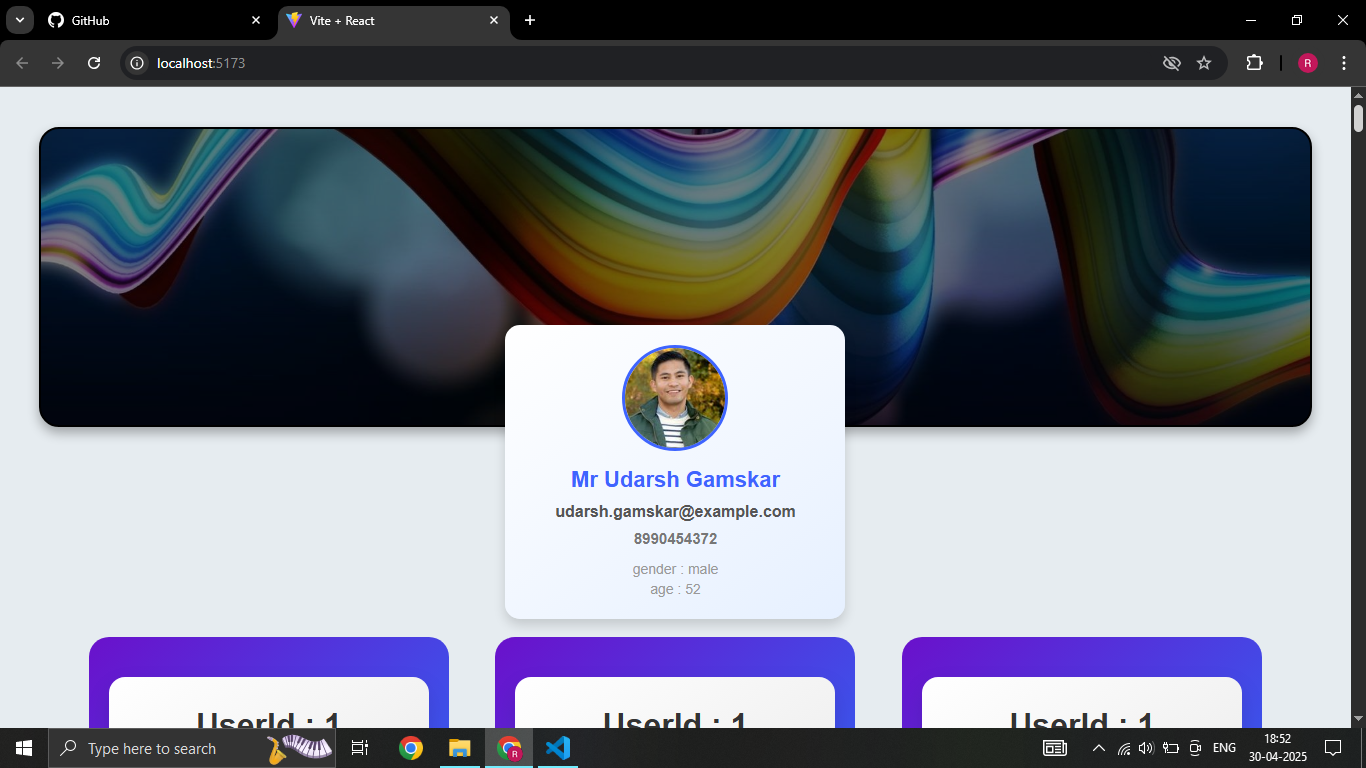 GitHub
Vite + React
localhost:5173
R
Mr Udarsh Gamskar
udarsh.gamskar@example.com
8990454372
gender : male
age : 52
UserId : 1
UserId : 1
UserId : 1
Type here to search
R
ENG
18:52
30-04-2025